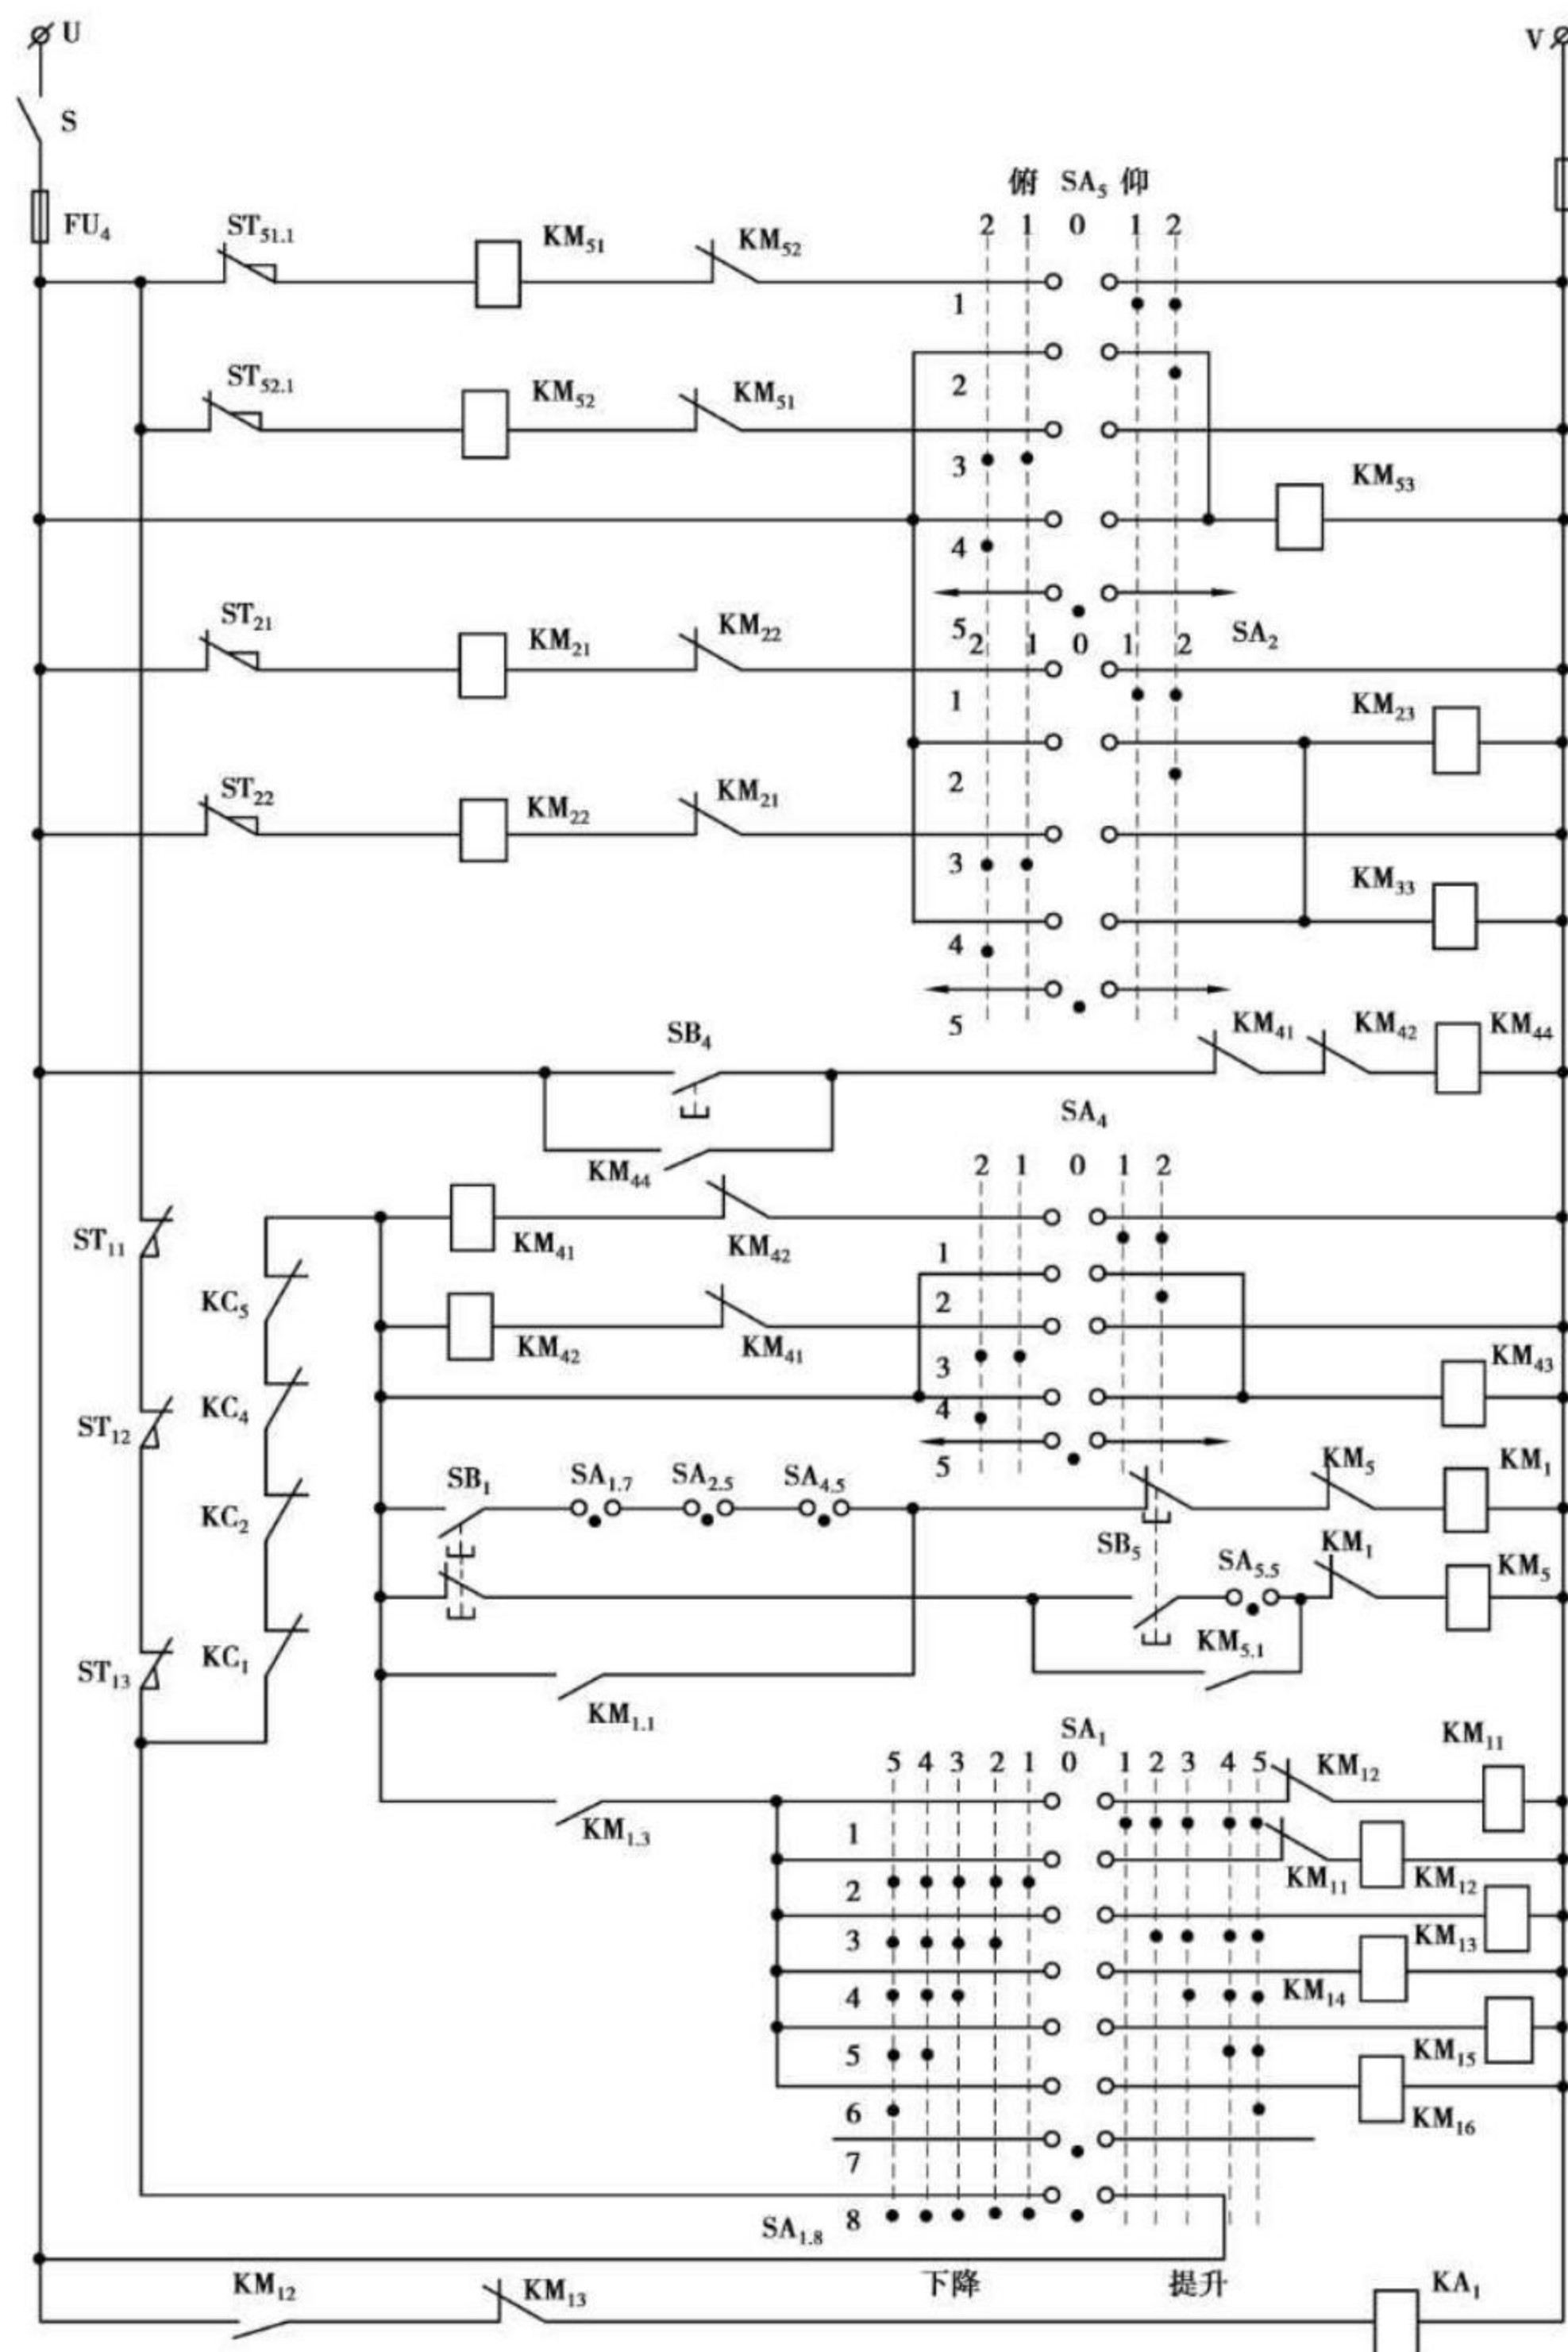 U V
S
俯 SA5 仰
FU4 ST51.1 KM51 KM52 2 1 0 1 2
1
ST52.1 KM52 KM51 2
3 KM53
4
ST21 KM21 KM22 5 2 1 0 1 2 SA2
1 KM23
ST22 KM22 KM21 2
3 KM33
4
5
SB4 KM41 KM42 KM44
SA4
KM44 2 1 0 1 2
ST11 KM41 KM42 1
KC5 2
KM42 KM41 3 KM43
ST12 KC4 4
5
SB1 SA1.7 SA2.5 SA4.5 KM5 KM1
KC2 SB5 SA5.5 KM1 KM5
ST13 KC1 KM5.1
KM1.1 SA1 KM11
5 4 3 2 1 0 1 2 3 4 5 KM12
KM1.3 1
2 KM11 KM12
3 KM13
4 KM14
5 KM15
6 KM16
7
SA1.8 8
下降 提升
KM12 KM13 KA1